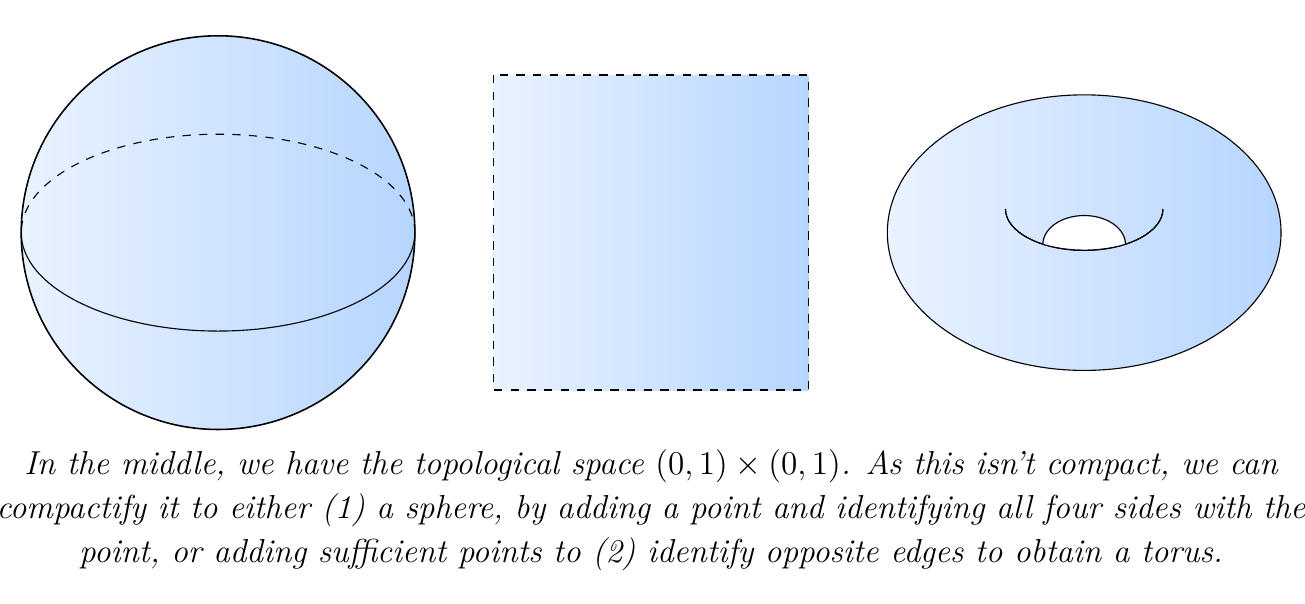 In the middle, we have the topological space (0, 1) × (0, 1). As this isn't compact, we can
compactify it to either (1) a sphere, by adding a point and identifying all four sides with the
point, or adding sufficient points to (2) identify opposite edges to obtain a torus.